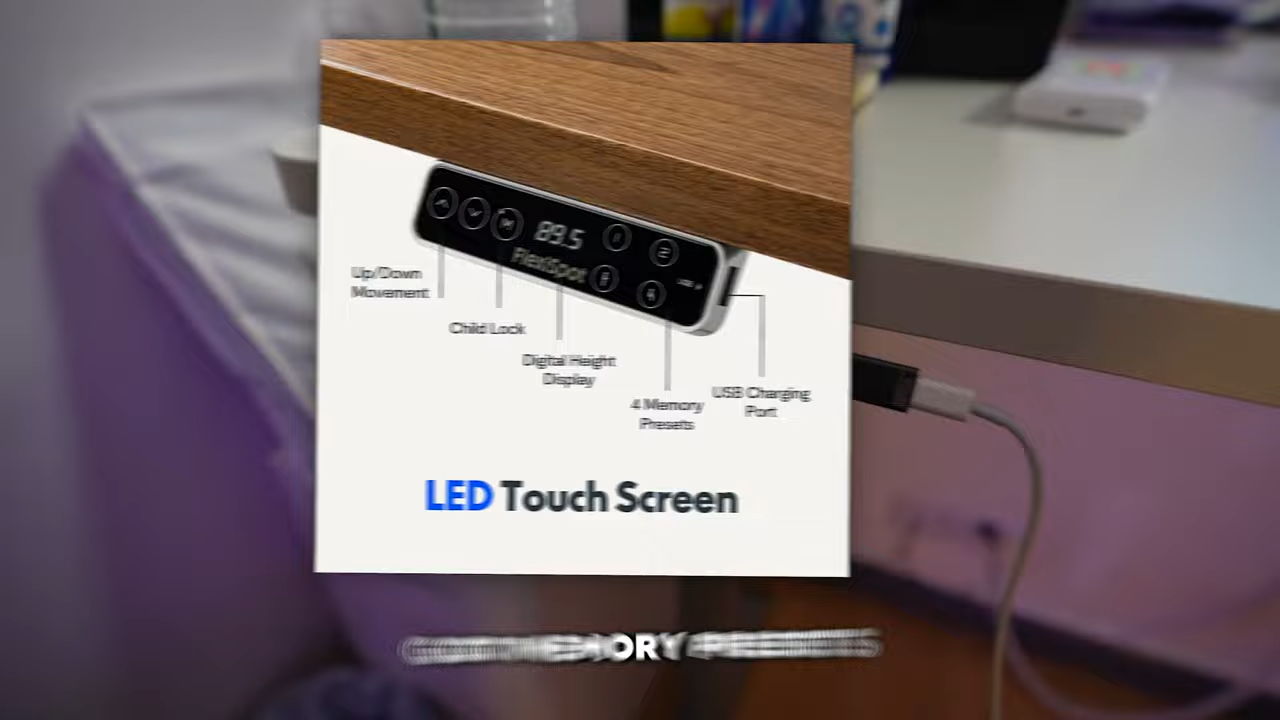 89.5
FlexiSpot
Up/Down
Movement
Child Lock
Digital Height
Display
4 Memory
Presets
USB Charging
Port
LED Touch Screen
MEMORY